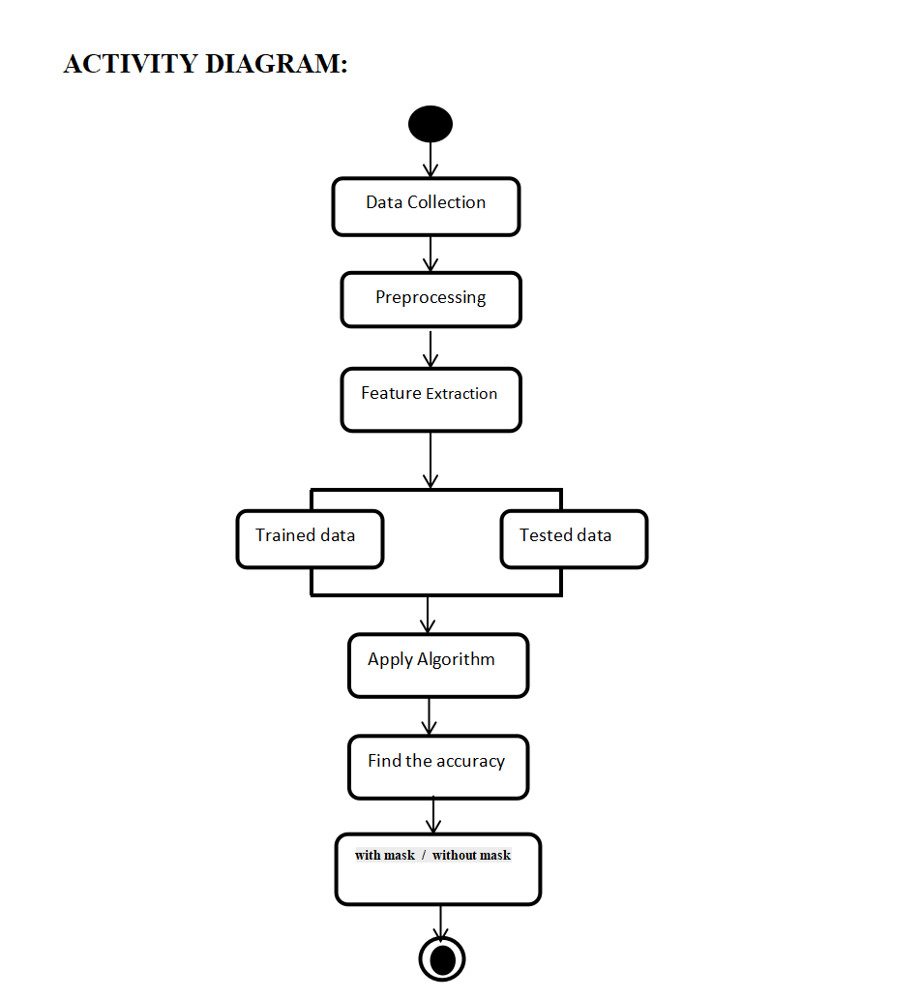 ACTIVITY DIAGRAM:
Data Collection
Preprocessing
Feature Extraction
Trained data
Tested data
Apply Algorithm
Find the accuracy
with mask / without mask